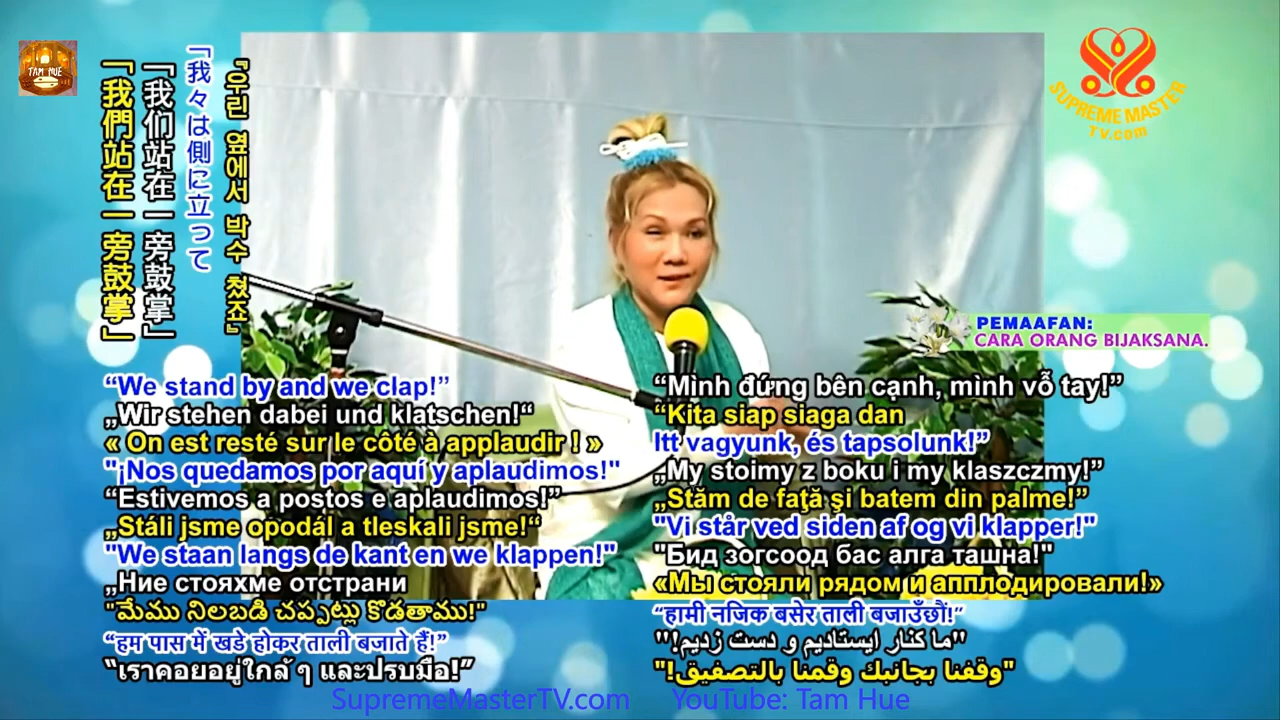 TAM HUE
「我們站在一旁鼓掌」
「我们站在一旁鼓掌」
「我々は側に立って
『우린 옆에서 박수 쳤죠』
SUPREME MASTER
TV.com
PEMAAFAN:
CARA ORANG BIJAKSANA.
“We stand by and we clap!”
„Wir stehen dabei und klatschen!“
« On est resté sur le côté à applaudir ! »
"¡Nos quedamos por aquí y aplaudimos!"
“Estivemos a postos e aplaudimos!”
„Stáli jsme opodál a tleskali jsme!“
"We staan langs de kant en we klappen!"
„Ние стояхме отстрани
"మేము నిలబడి చప్పట్లు కొడతాము!"
“हम पास में खडे होकर ताली बजाते हैं!”
“เราคอยอยู่ใกล้ ๆ และปรบมือ!”
“Mình đứng bên cạnh, mình vỗ tay!”
“Kita siap siaga dan
Itt vagyunk, és tapsolunk!”
„My stoimy z boku i my klaszczmy!”
„Stăm de faţă şi batem din palme!”
"Vi står ved siden af og vi klapper!"
"Бид зогсоод бас алга ташна!"
«Мы стояли рядом и апплодировали!»
“हामी नजिक बसेर ताली बजाउँछौं!“
"ما کنار ایستادیم و دست زدیم!"
"وقفنا بجانبك وقمنا بالتصفيق!"
SupremeMasterTV.com YouTube: Tam Hue